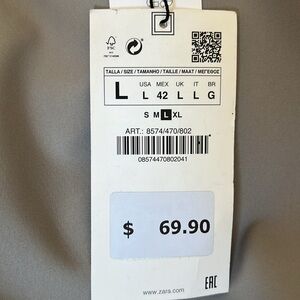 FSC
TALLA / SIZE / TAMANHO / TAILLE / MAAT / ΜΕΓΕΘΟΣ
L
USA MEX UK IT BR
L 42 L L G
S M L XL
ART.: 8574/470/802
08574470802041
$ 69.90
www.zara.com
EAC